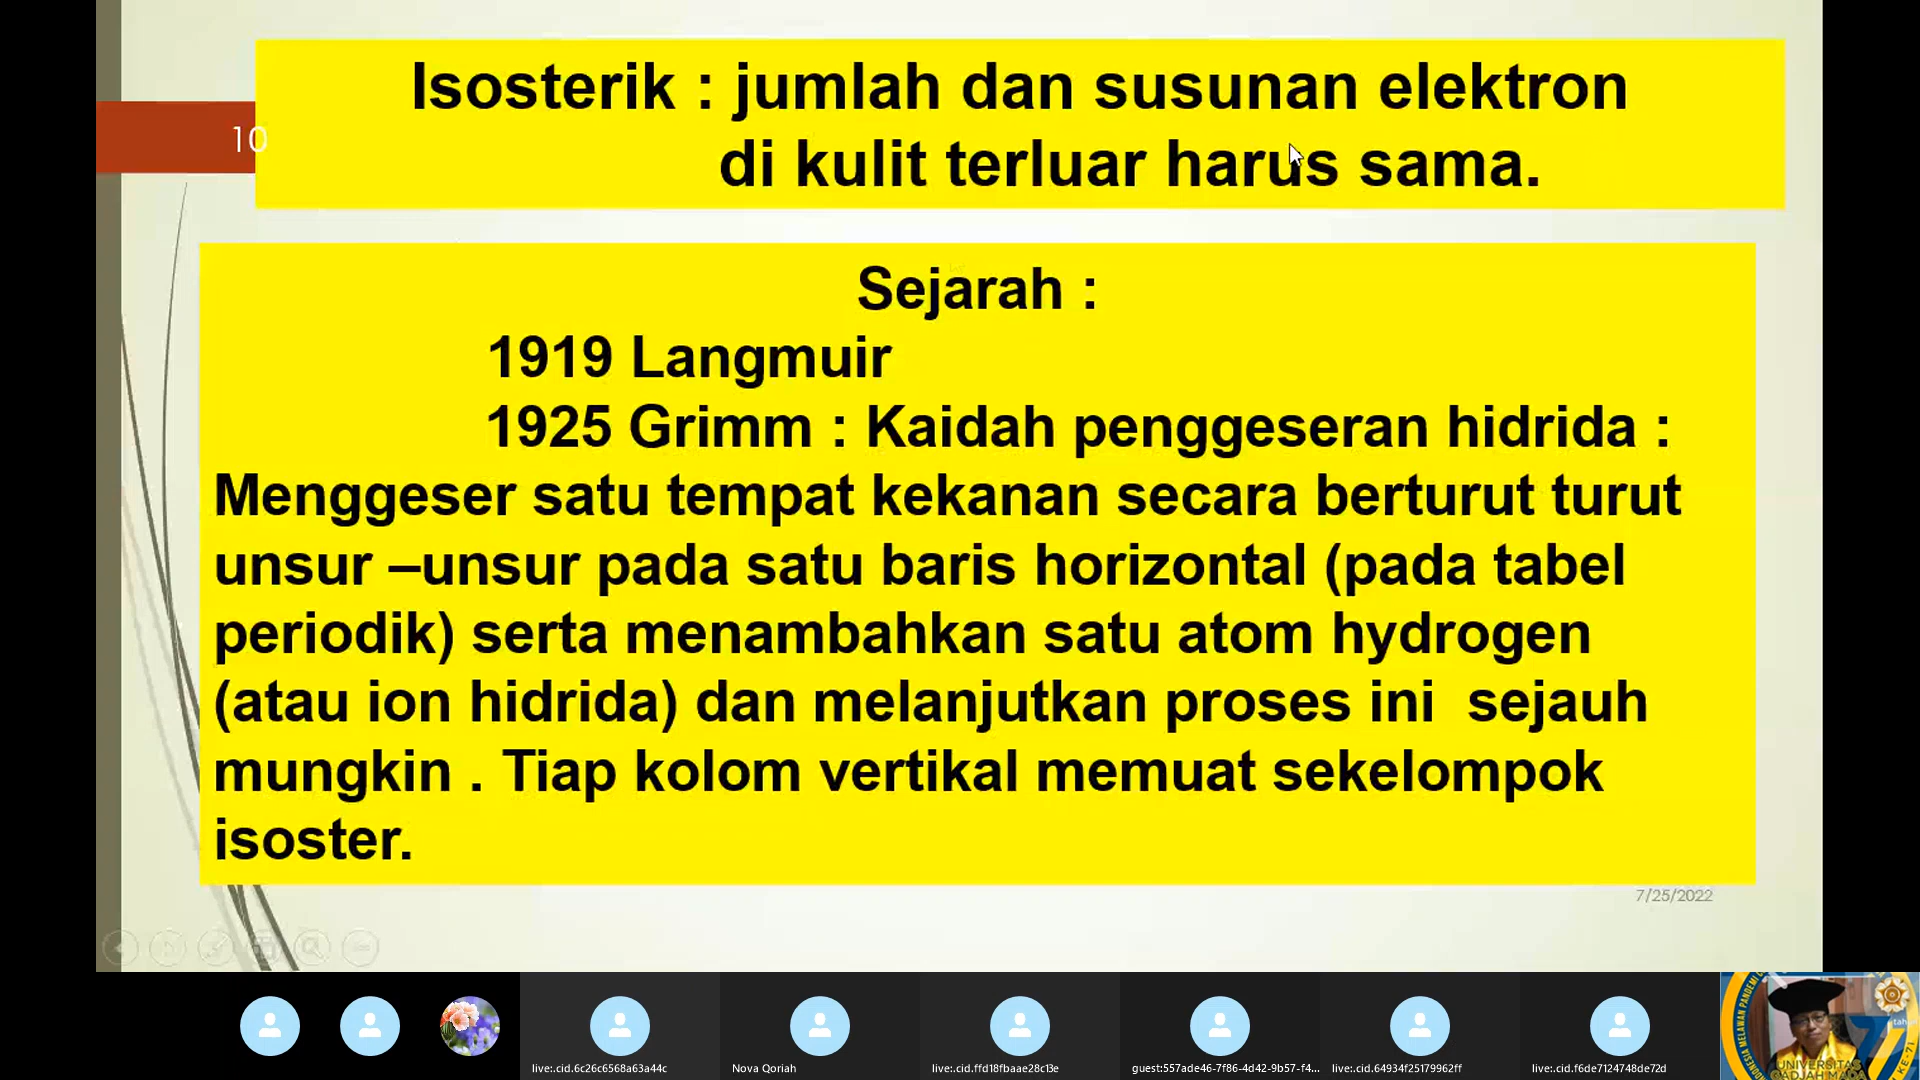 Isosterik : jumlah dan susunan elektron
di kulit terluar harus sama.
10
Sejarah :
1919 Langmuir
1925 Grimm : Kaidah penggeseran hidrida :
Menggeser satu tempat kekanan secara berturut turut
unsur –unsur pada satu baris horizontal (pada tabel
periodik) serta menambahkan satu atom hydrogen
(atau ion hidrida) dan melanjutkan proses ini sejauh
mungkin . Tiap kolom vertikal memuat sekelompok
isoster.
7/25/2022
live:.cid.6c26c6568a63a44c
Nova Qoriah
live:.cid.ffd18fbaae28c13e
guest:557ade46-7f86-4d42-9b57-f4...
live:.cid.64934f25179962ff
live:.cid.f6de7124748de72d
UNIVERSITAS
GADJAH MADA